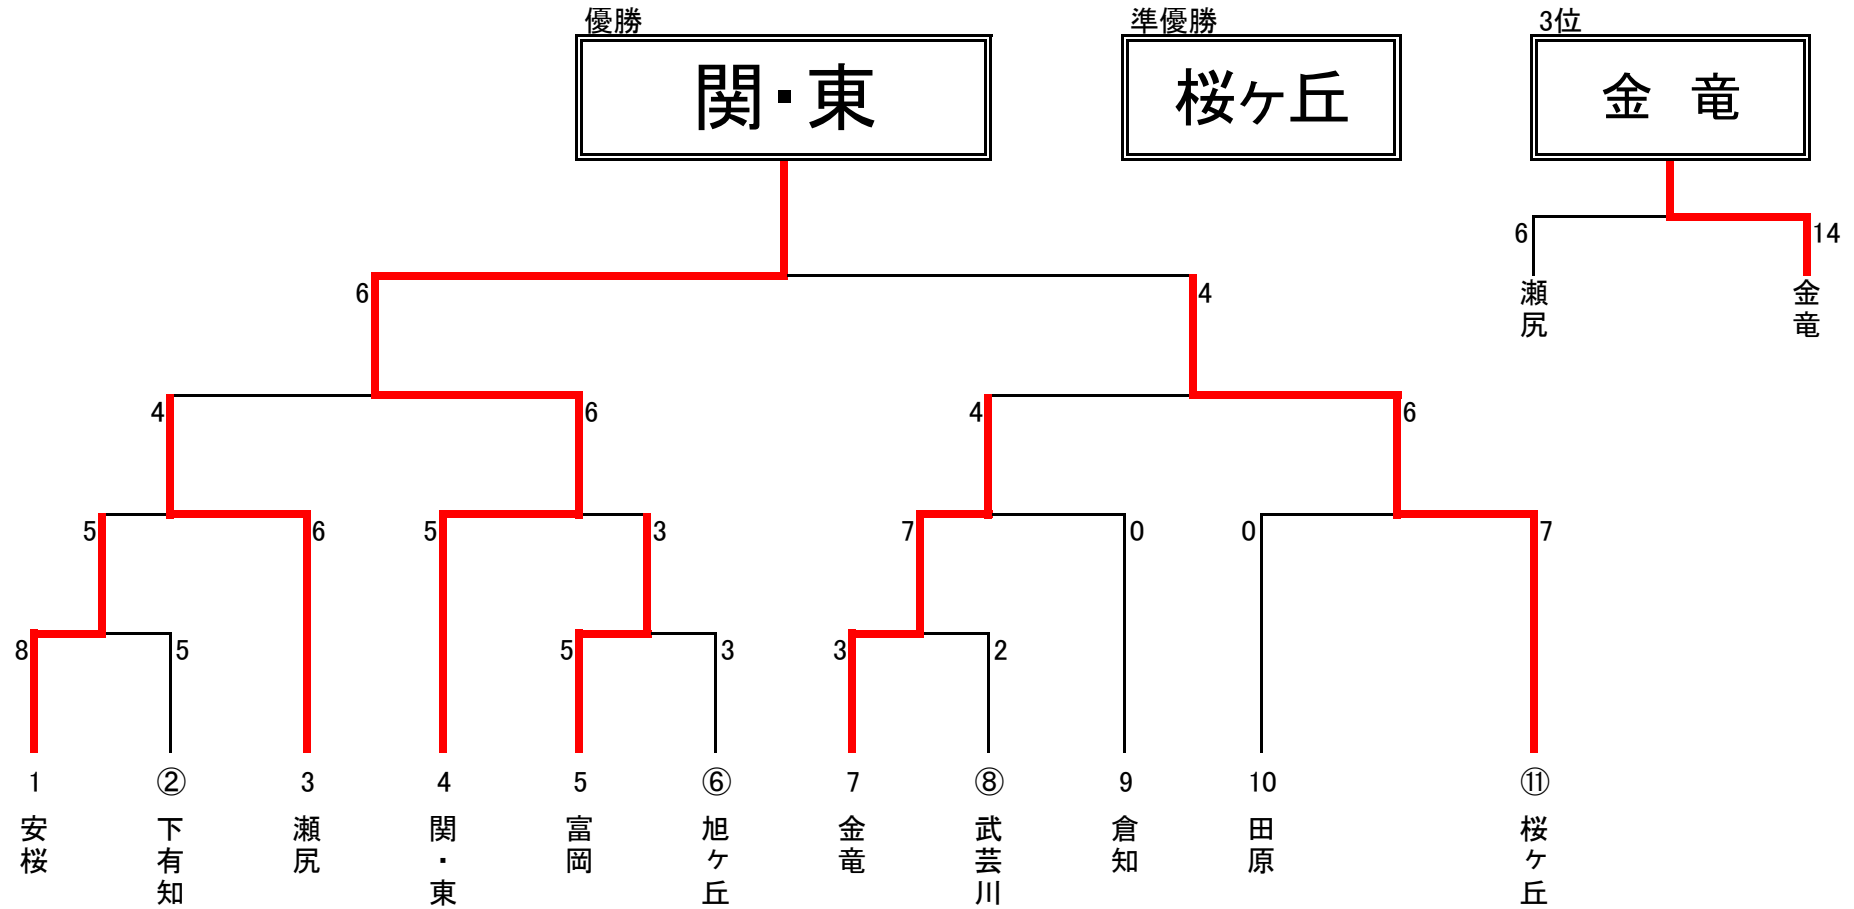 優勝
準優勝
3位
関・東
桜ヶ丘
金　竜
6
14
瀬尻
金竜
6
4
4
6
4
6
5
6
5
3
7
0
0
7
8
5
5
3
3
2
1
②
3
4
5
⑥
7
⑧
9
10
⑪
安桜
下有知
瀬尻
関・東
富岡
旭ヶ丘
金竜
武芸川
倉知
田原
桜ヶ丘